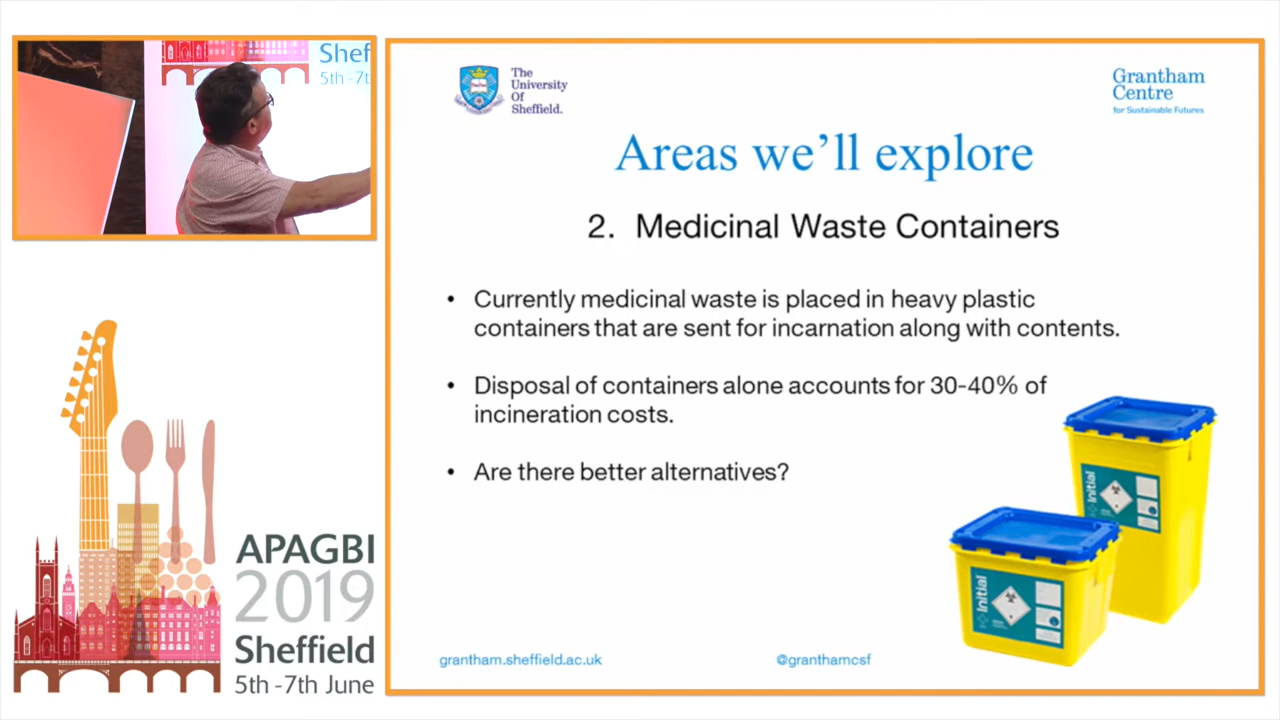 Sheff
5th -7t
The
University
Of
Sheffield.
Grantham
Centre
for Sustainable Futures
Areas we'll explore
2. Medicinal Waste Containers
• Currently medicinal waste is placed in heavy plastic
containers that are sent for incarnation along with contents.
• Disposal of containers alone accounts for 30-40% of
incineration costs.
• Are there better alternatives?
Initial
Initial
grantham.sheffield.ac.uk
@granthamcsf
APAGBI
2019
Sheffield
5th -7th June